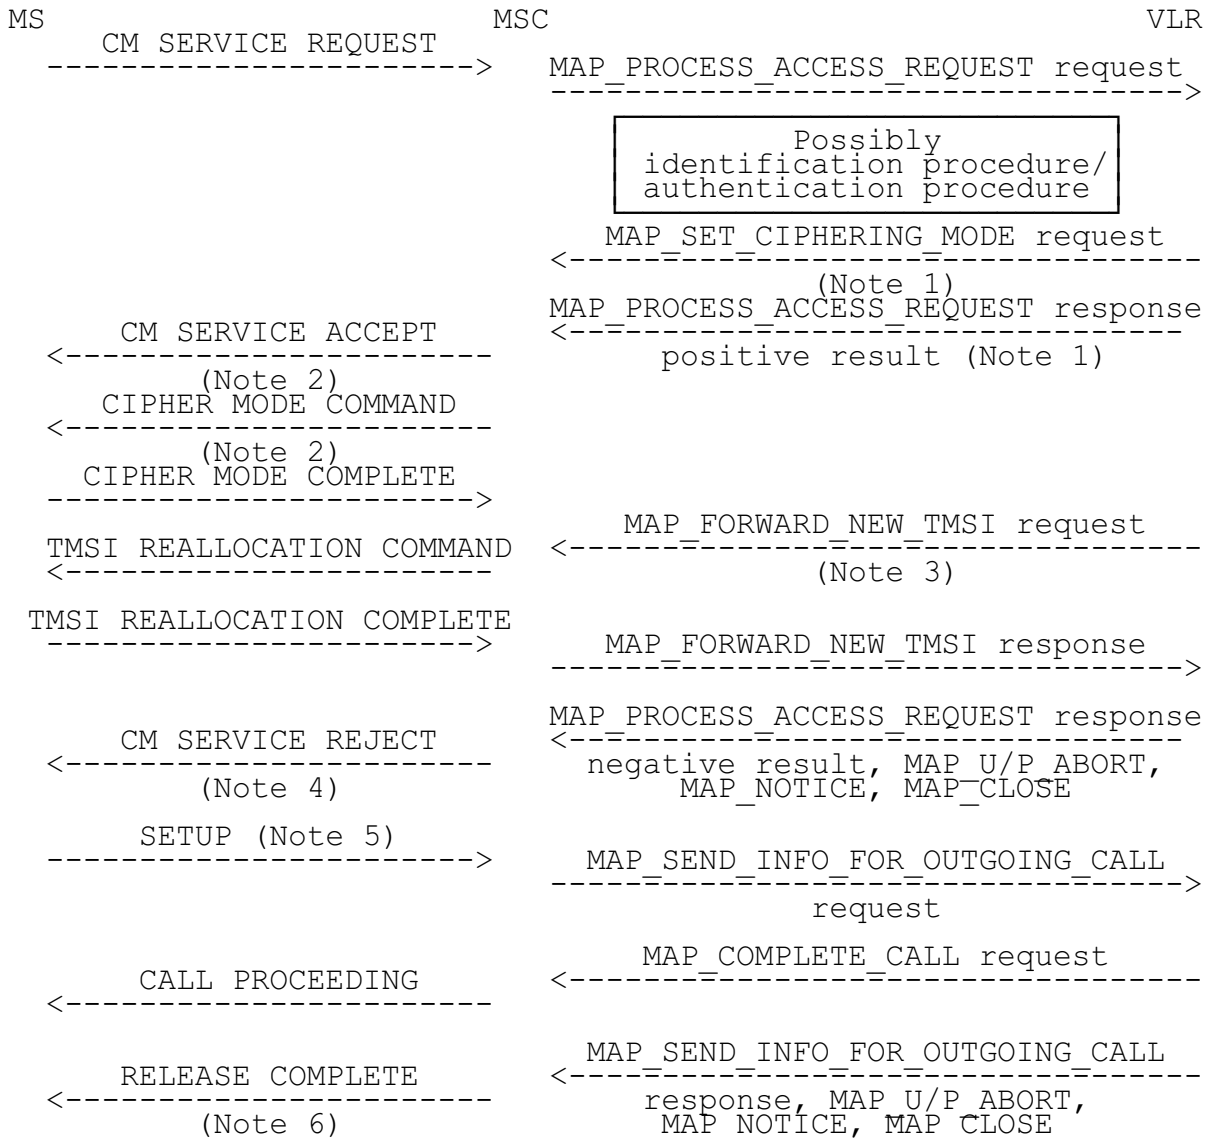 MS MSC VLR
CM SERVICE REQUEST
-----------------------> MAP_PROCESS_ACCESS_REQUEST request
---------------------------------->
Possibly
identification procedure/
authentication procedure
MAP_SET_CIPHERING_MODE request
<----------------------------------
(Note 1)
MAP_PROCESS_ACCESS_REQUEST response
CM SERVICE ACCEPT <---------------------------------
<----------------------- positive result (Note 1)
(Note 2)
CIPHER MODE COMMAND
<-----------------------
(Note 2)
CIPHER MODE COMPLETE
----------------------->
MAP_FORWARD_NEW_TMSI request
TMSI REALLOCATION COMMAND <----------------------------------
<----------------------- (Note 3)
TMSI REALLOCATION COMPLETE
-----------------------> MAP_FORWARD_NEW_TMSI response
---------------------------------->
MAP_PROCESS_ACCESS_REQUEST response
CM SERVICE REJECT <---------------------------------
<----------------------- negative result, MAP_U/P_ABORT,
(Note 4) MAP_NOTICE, MAP_CLOSE
SETUP (Note 5)
-----------------------> MAP_SEND_INFO_FOR_OUTGOING_CALL
---------------------------------->
request
MAP_COMPLETE_CALL request
CALL PROCEEDING <----------------------------------
<-----------------------
MAP_SEND_INFO_FOR_OUTGOING_CALL
RELEASE COMPLETE <----------------------------------
<----------------------- response, MAP_U/P_ABORT,
(Note 6) MAP_NOTICE, MAP_CLOSE